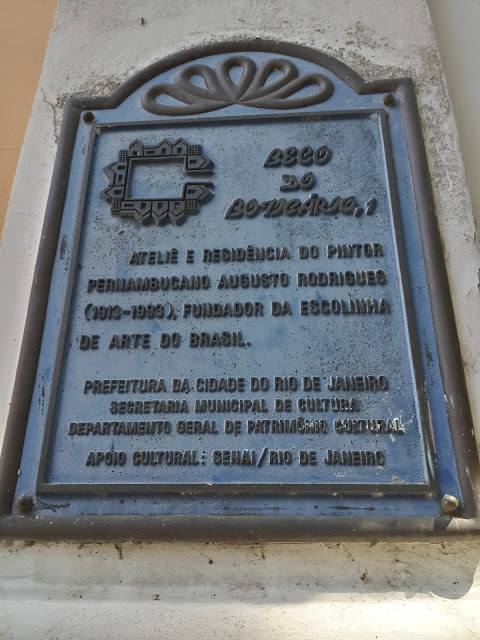 BECO
DO
BOTICÁRIO, 1
ATELIÊ E RESIDÊNCIA DO PINTOR
PERNAMBUCANO AUGUSTO RODRIGUES
(1913-1993), FUNDADOR DA ESCOLINHA
DE ARTE DO BRASIL.
PREFEITURA DA CIDADE DO RIO DE JANEIRO
SECRETARIA MUNICIPAL DE CULTURA
DEPARTAMENTO GERAL DE PATRIMÔNIO CULTURAL
APOIO CULTURAL: SENAI/RIO DE JANEIRO